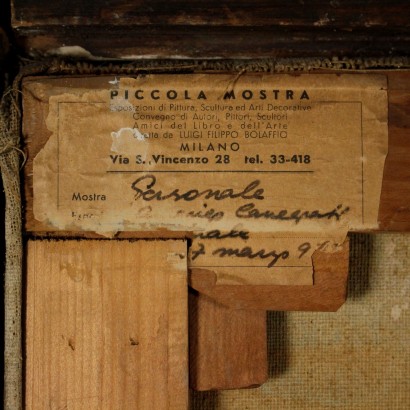 PICCOLA MOSTRA
Esposizioni di Pittura, Scultura ed Arti Decorative
Convegno di Autori, Pittori, Scultori
Amici del Libro e dell'Arte
da LUIGI FILIPPO BOLAFFIO
MILANO
Via S. Vincenzo 28 tel. 33-418
Mostra Personale
7 marzo